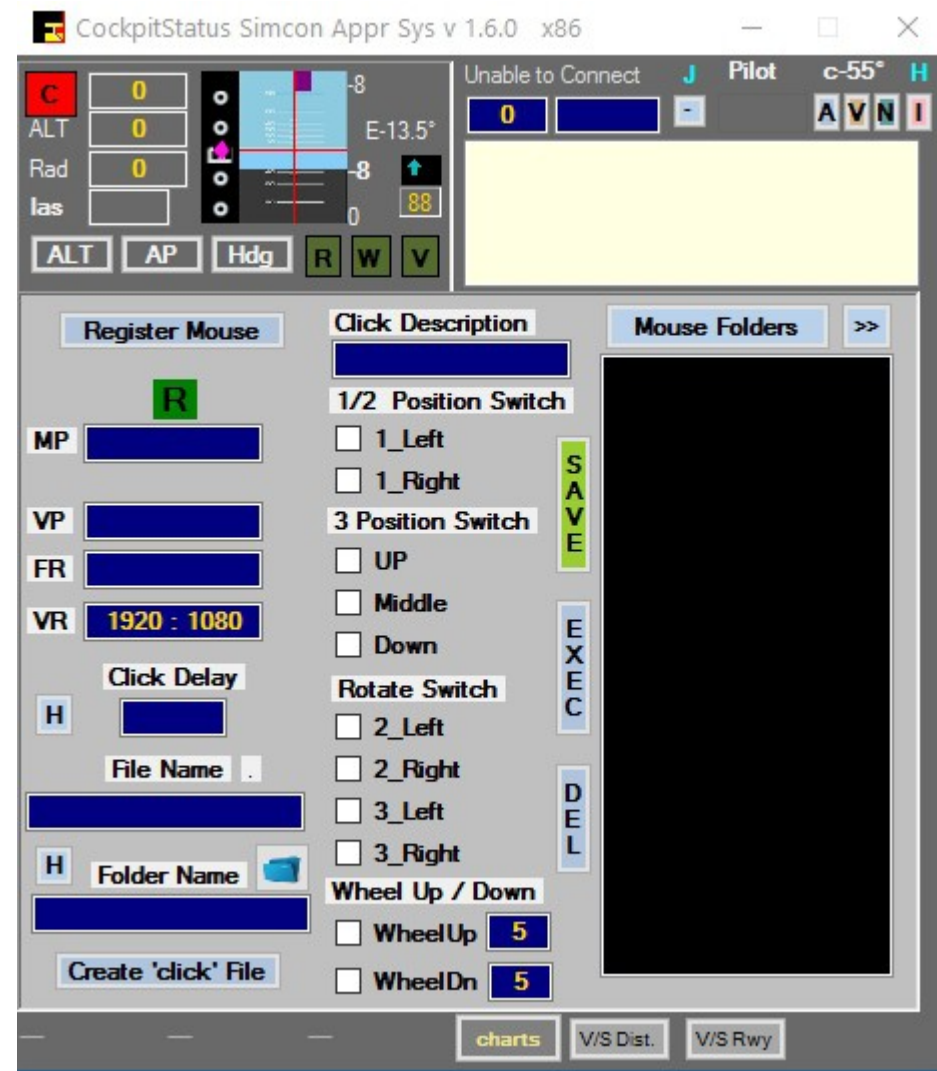 CockpitStatus Simcon Appr Sys v 1.6.0 x86
C 0
ALT 0
Rad 0
Ias
-8
E-13.5°
-8
0
88
ALT AP Hdg R W V
Unable to Connect J Pilot c-55° H
0 - A V N I
Register Mouse
R
MP
VP
FR
VR 1920 : 1080
Click Delay
H
File Name .
H Folder Name
Create 'click' File
Click Description
1/2 Position Switch
1_Left
1_Right
3 Position Switch
UP
Middle
Down
Rotate Switch
2_Left
2_Right
3_Left
3_Right
Wheel Up / Down
WheelUp 5
WheelDn 5
SAVE
EXEC
DEL
Mouse Folders >>
charts V/S Dist. V/S Rwy